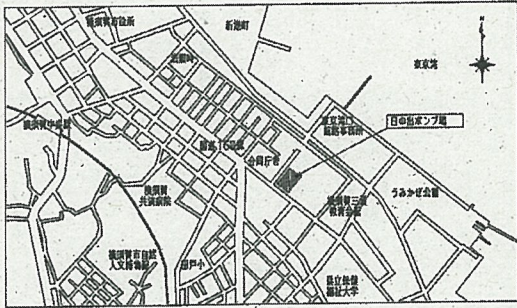 横須賀市役所
新港町
N
東京湾
日の出ポンプ場
東京湾口
航路事務所
横須賀中央駅
国道16号線
合同庁舎
うみかぜ公園
横須賀
共済病院
横須賀三浦
教育会館
横須賀市自然
人文博物館
田戸小
県立保健
福祉大学